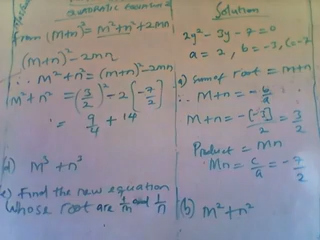 quadratic equation
from (m+n)² = m²+n²+2mn
(m+n)² - 2mn
∴ m²+n² = (m+n)² - 2mn
m²+n² = (3/2)² - 2(-7/2)
= 9/4 + 14
(d) m³ + n³
(e) Find the new equation
whose root are 1/m and 1/n
Solution
2y² - 3y - 7 = 0
a = 2, b = -3, c = -7
a) Sum of root = m+n
∴ m+n = -b/a
m+n = -[-3]/2 = 3/2
Product = mn
mn = c/a = -7/2
(b) m² + n²